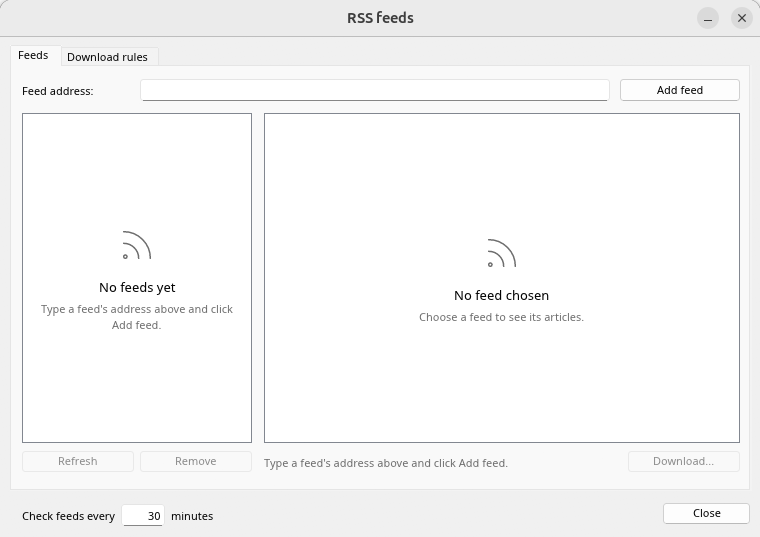 RSS feeds
Feeds
Download rules
Feed address:
Add feed
No feeds yet
Type a feed's address above and click
Add feed.
No feed chosen
Choose a feed to see its articles.
Refresh
Remove
Type a feed's address above and click Add feed.
Download...
Check feeds every 30 minutes
Close